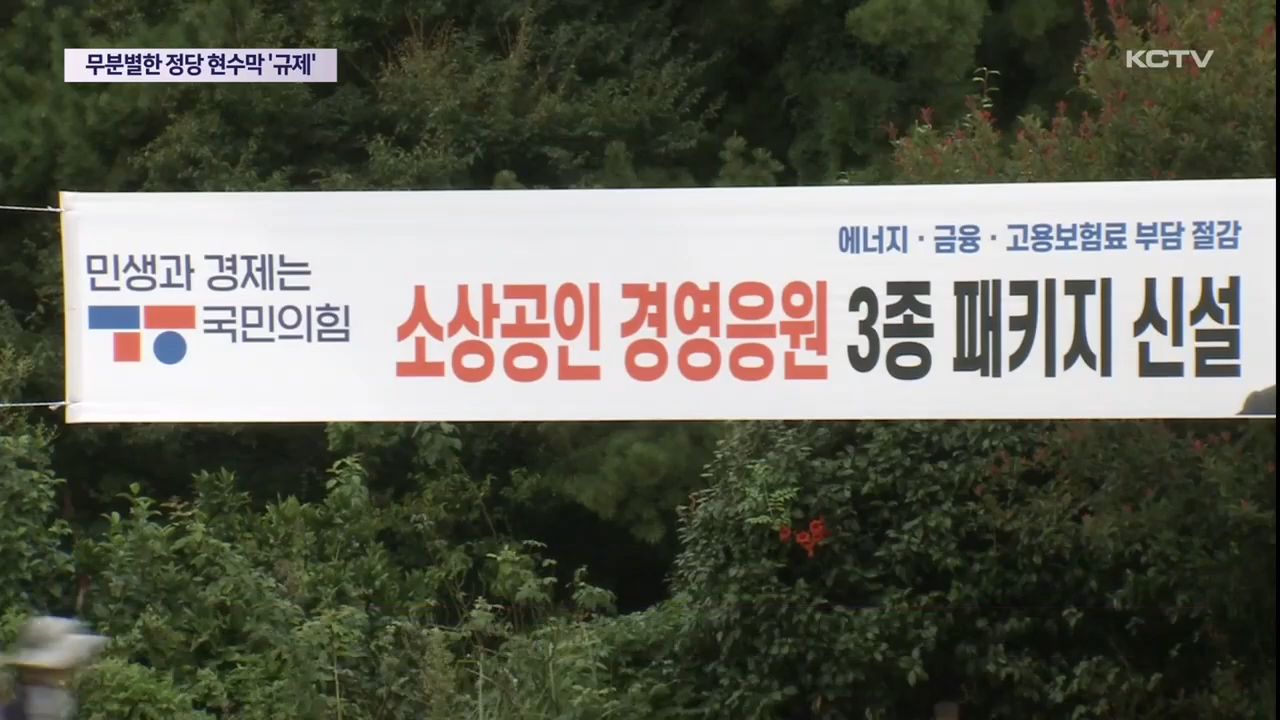 무분별한 정당 현수막 '규제'
KCTV
민생과 경제는
국민의힘
에너지 · 금융 · 고용보험료 부담 절감
소상공인 경영응원 3종 패키지 신설